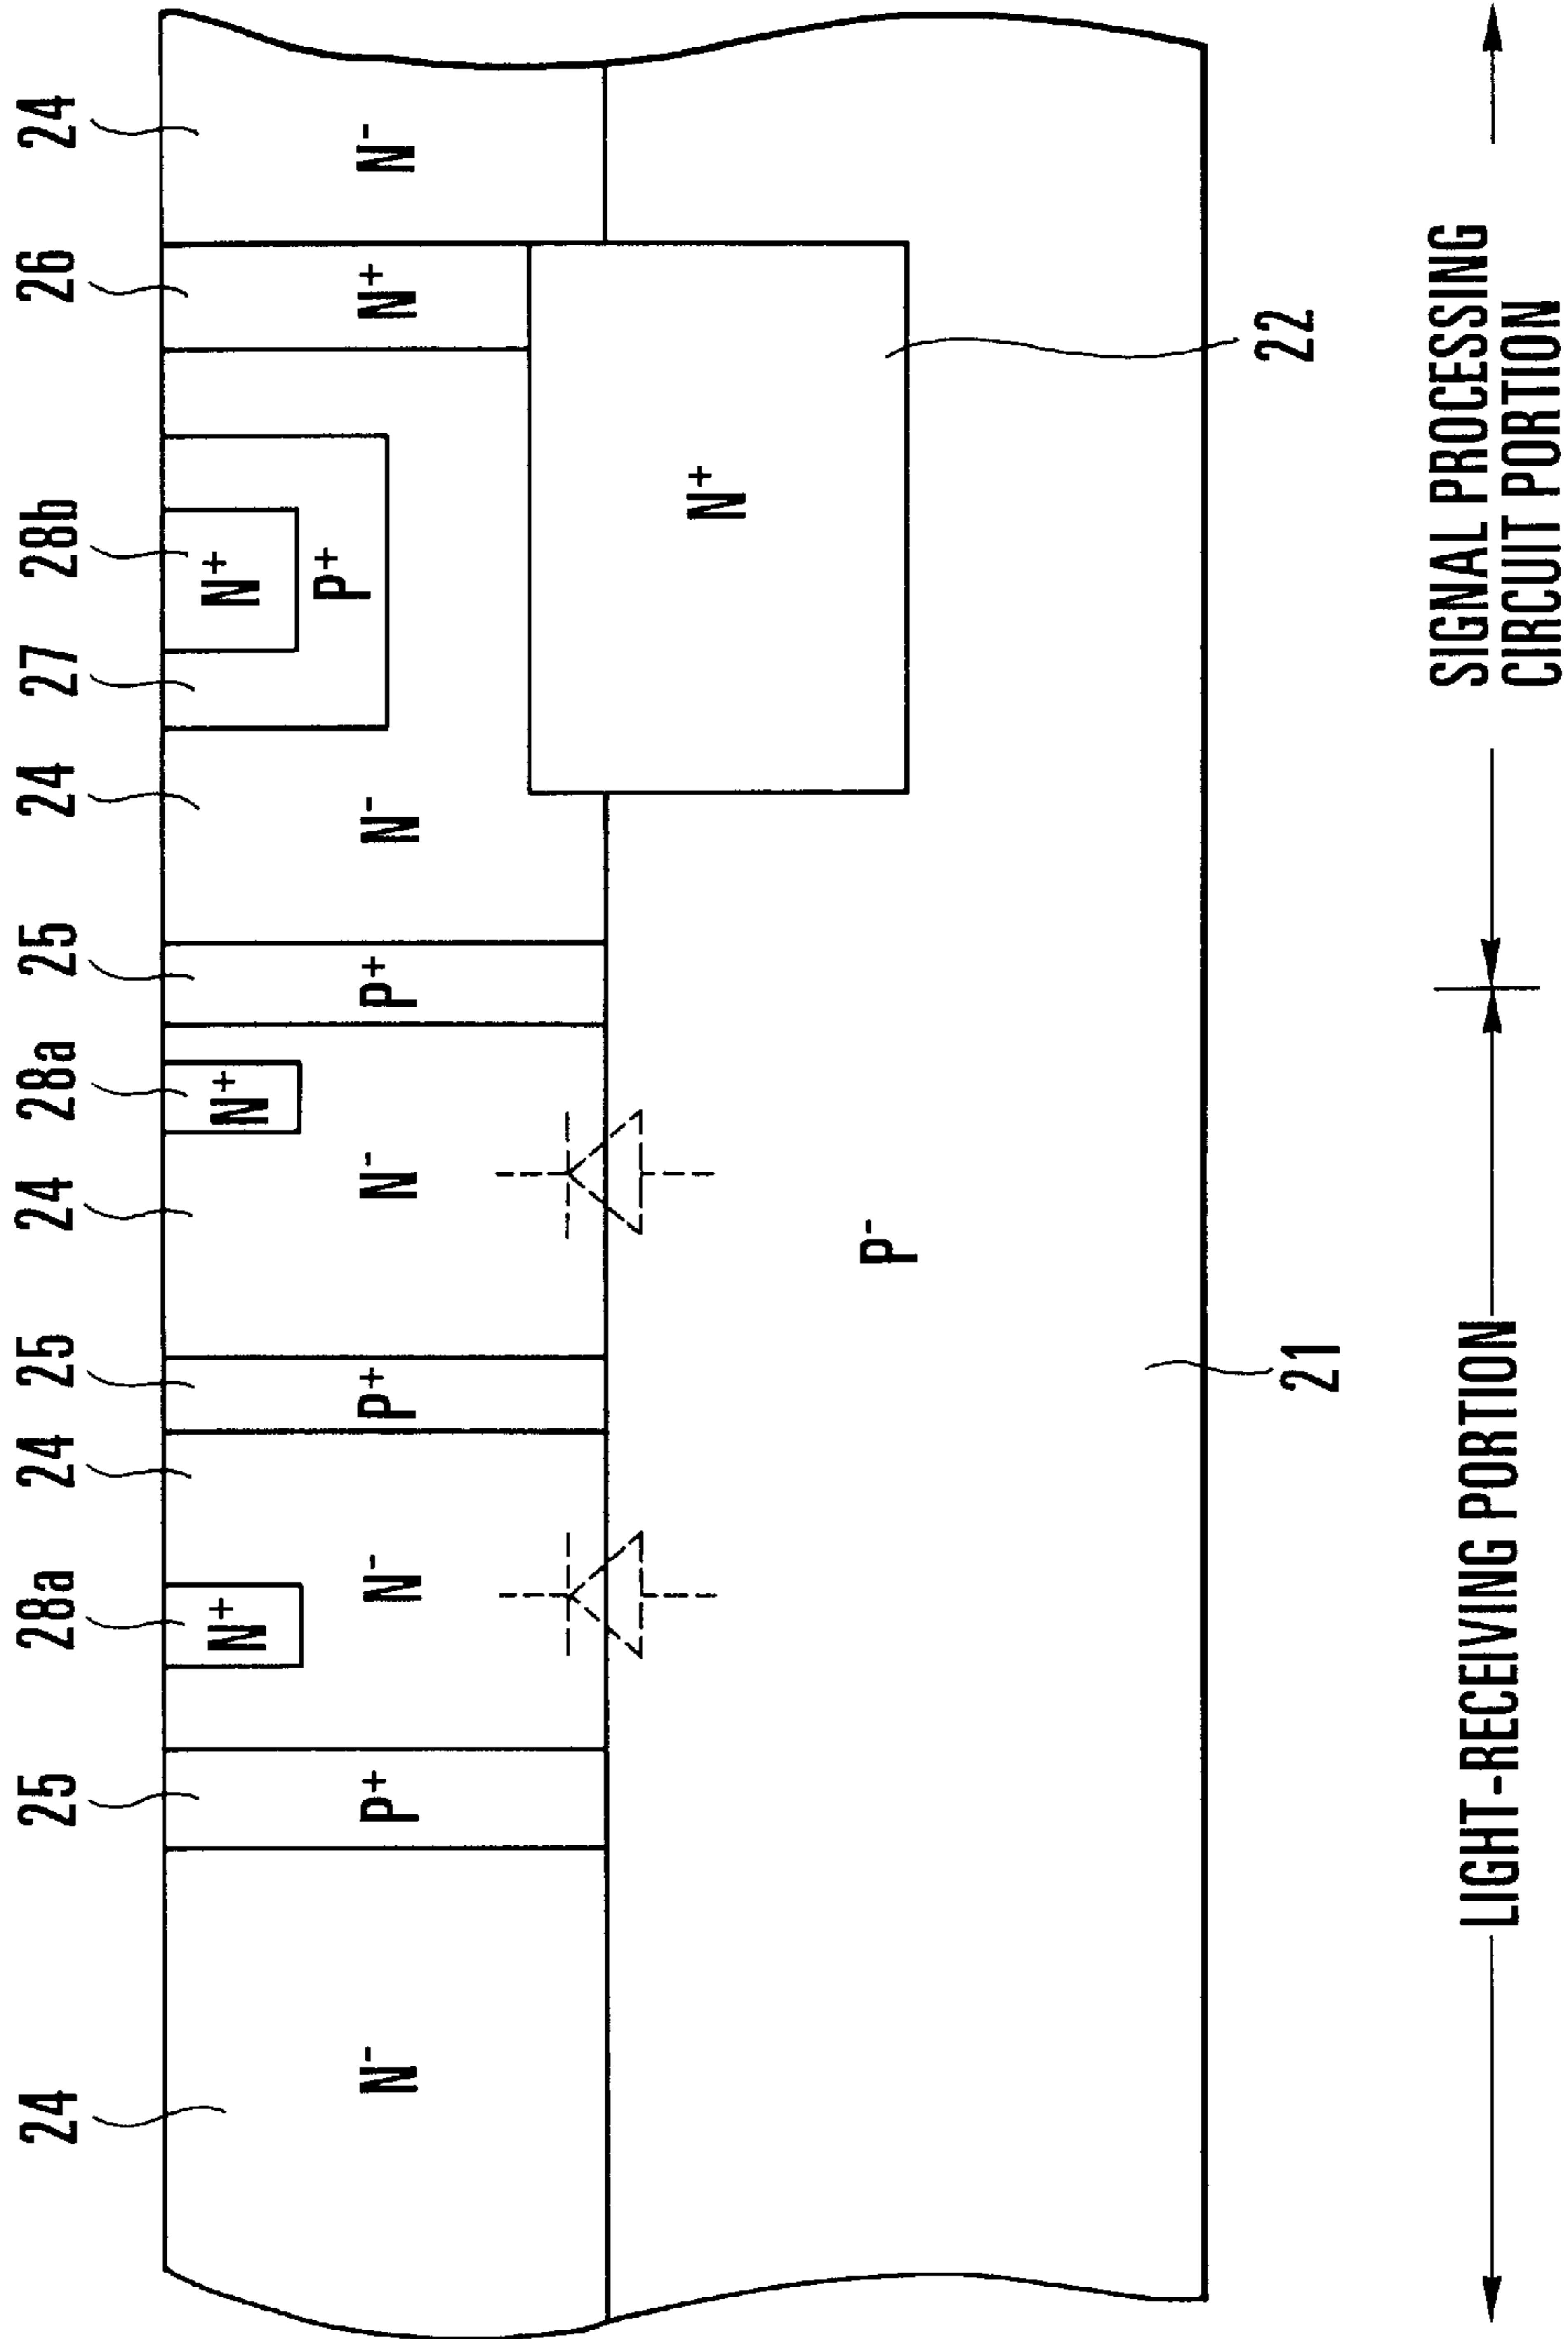 24 25 28a 24 25 24 28a 25 24 27 28b 26 24
N⁺ N⁺ N⁺
P⁺
N⁻ P⁺ N⁻ P⁺ N⁻ P⁺ N⁻ N⁺ N⁻
N⁺
P⁻
21 22
LIGHT-RECEIVING PORTION
SIGNAL PROCESSING
CIRCUIT PORTION